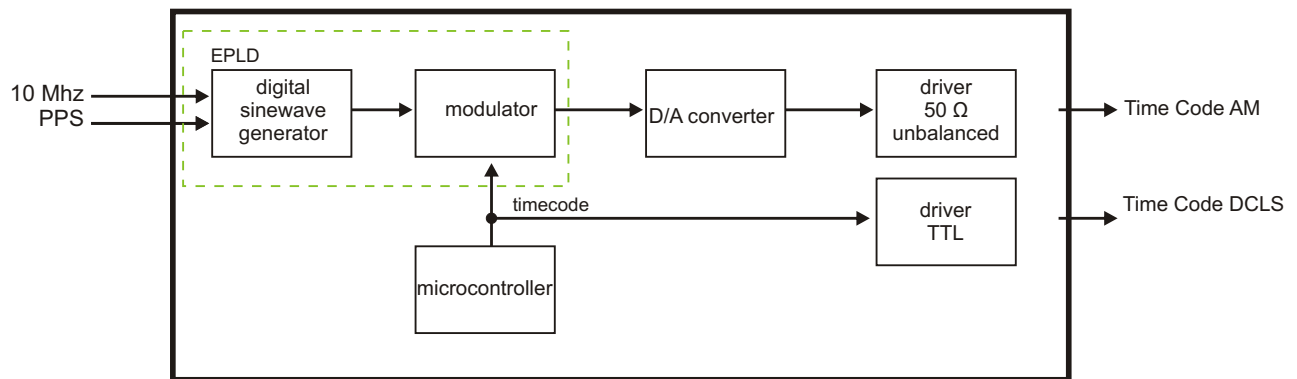 EPLD
10 Mhz
PPS
digital
sinewave
generator
modulator
D/A converter
driver
50 Ω
unbalanced
Time Code AM
timecode
driver
TTL
Time Code DCLS
microcontroller